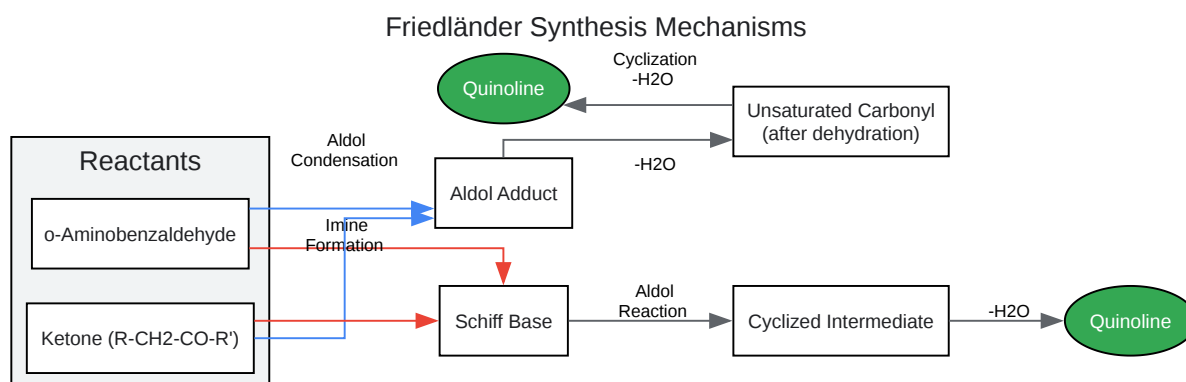 Friedländer Synthesis Mechanisms
Cyclization
-H2O
Quinoline
Unsaturated Carbonyl
(after dehydration)
Reactants
Aldol
Condensation
-H2O
Aldol Adduct
o-Aminobenzaldehyde
Imine
Formation
Aldol
Reaction
Ketone (R-CH2-CO-R')
Schiff Base
Cyclized Intermediate
-H2O
Quinoline